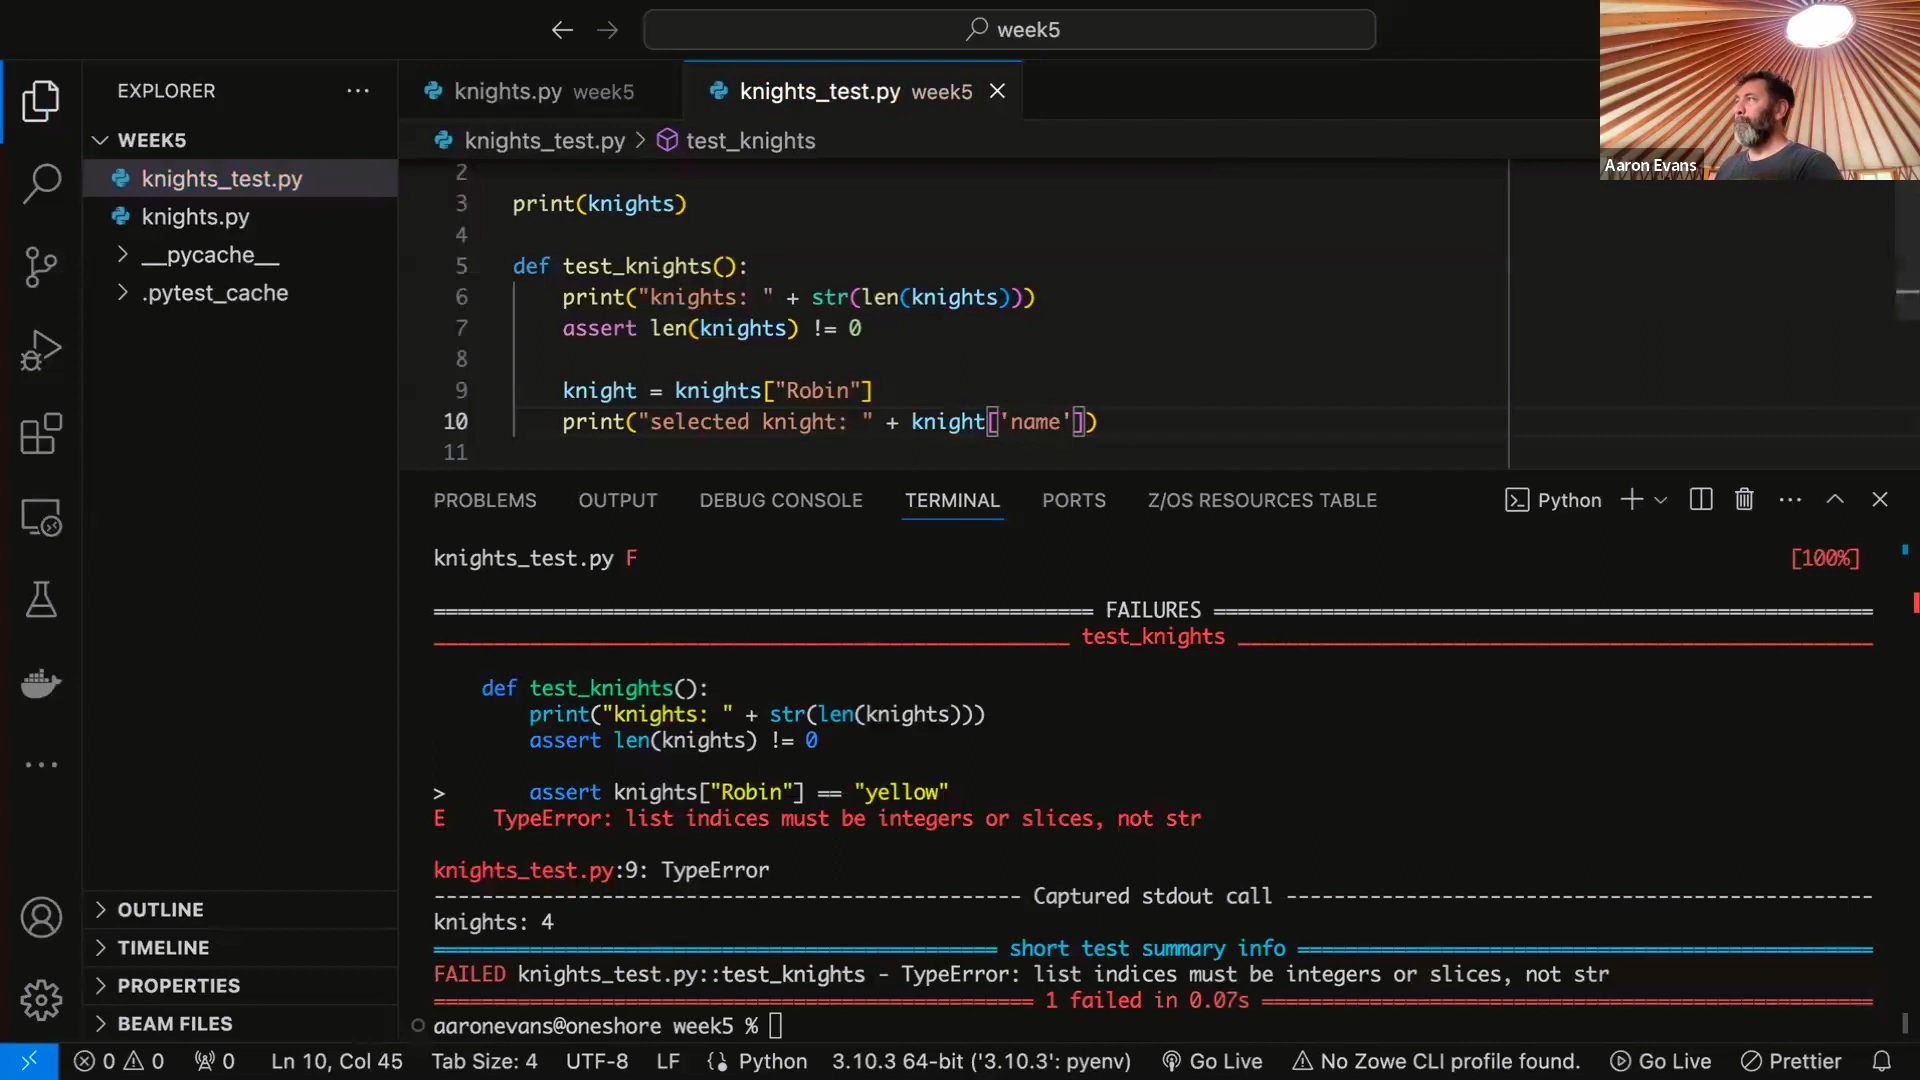 week5
Aaron Evans
EXPLORER
WEEK5
knights_test.py
knights.py
__pycache__
.pytest_cache
OUTLINE
TIMELINE
PROPERTIES
BEAM FILES
knights.py week5
knights_test.py week5
knights_test.py > test_knights
2
3 print(knights)
4
5 def test_knights():
6 print("knights: " + str(len(knights)))
7 assert len(knights) != 0
8
9 knight = knights["Robin"]
10 print("selected knight: " + knight['name'])
11
PROBLEMS OUTPUT DEBUG CONSOLE TERMINAL PORTS Z/OS RESOURCES TABLE Python
knights_test.py F [100%]
FAILURES
test_knights
def test_knights():
print("knights: " + str(len(knights)))
assert len(knights) != 0
> assert knights["Robin"] == "yellow"
E TypeError: list indices must be integers or slices, not str
knights_test.py:9: TypeError
Captured stdout call
knights: 4
short test summary info
FAILED knights_test.py::test_knights - TypeError: list indices must be integers or slices, not str
1 failed in 0.07s
aaronevans@oneshore week5 %
0 0 0 Ln 10, Col 45 Tab Size: 4 UTF-8 LF Python 3.10.3 64-bit ('3.10.3': pyenv) Go Live No Zowe CLI profile found. Go Live Prettier